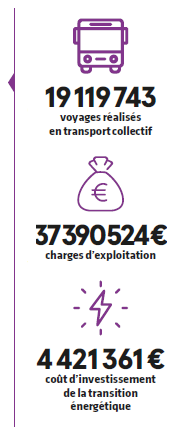 19 119 743
voyages réalisés
en transport collectif
€
37 390 524 €
charges d'exploitation
4 421 361 €
coût d'investissement
de la transition
énergétique